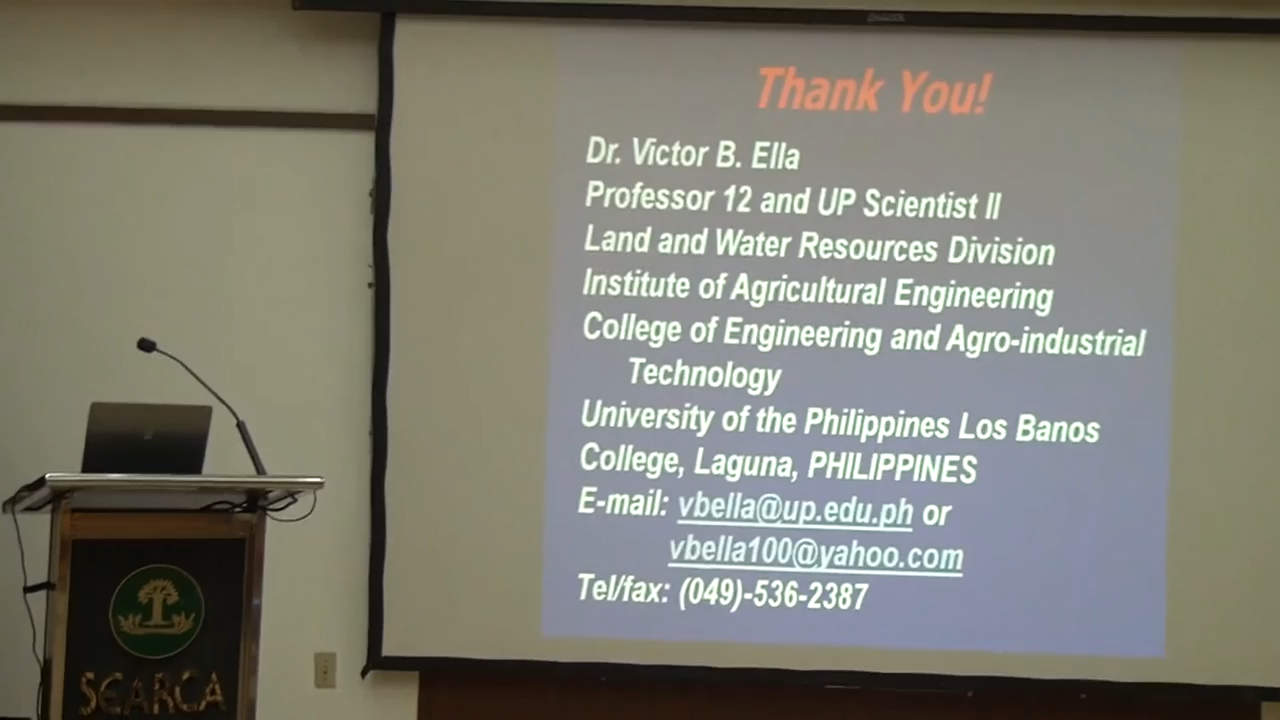 Thank You!
Dr. Victor B. Ella
Professor 12 and UP Scientist II
Land and Water Resources Division
Institute of Agricultural Engineering
College of Engineering and Agro-industrial
Technology
University of the Philippines Los Banos
College, Laguna, PHILIPPINES
E-mail: vbella@up.edu.ph or
vbella100@yahoo.com
Tel/fax: (049)-536-2387
SEARCA